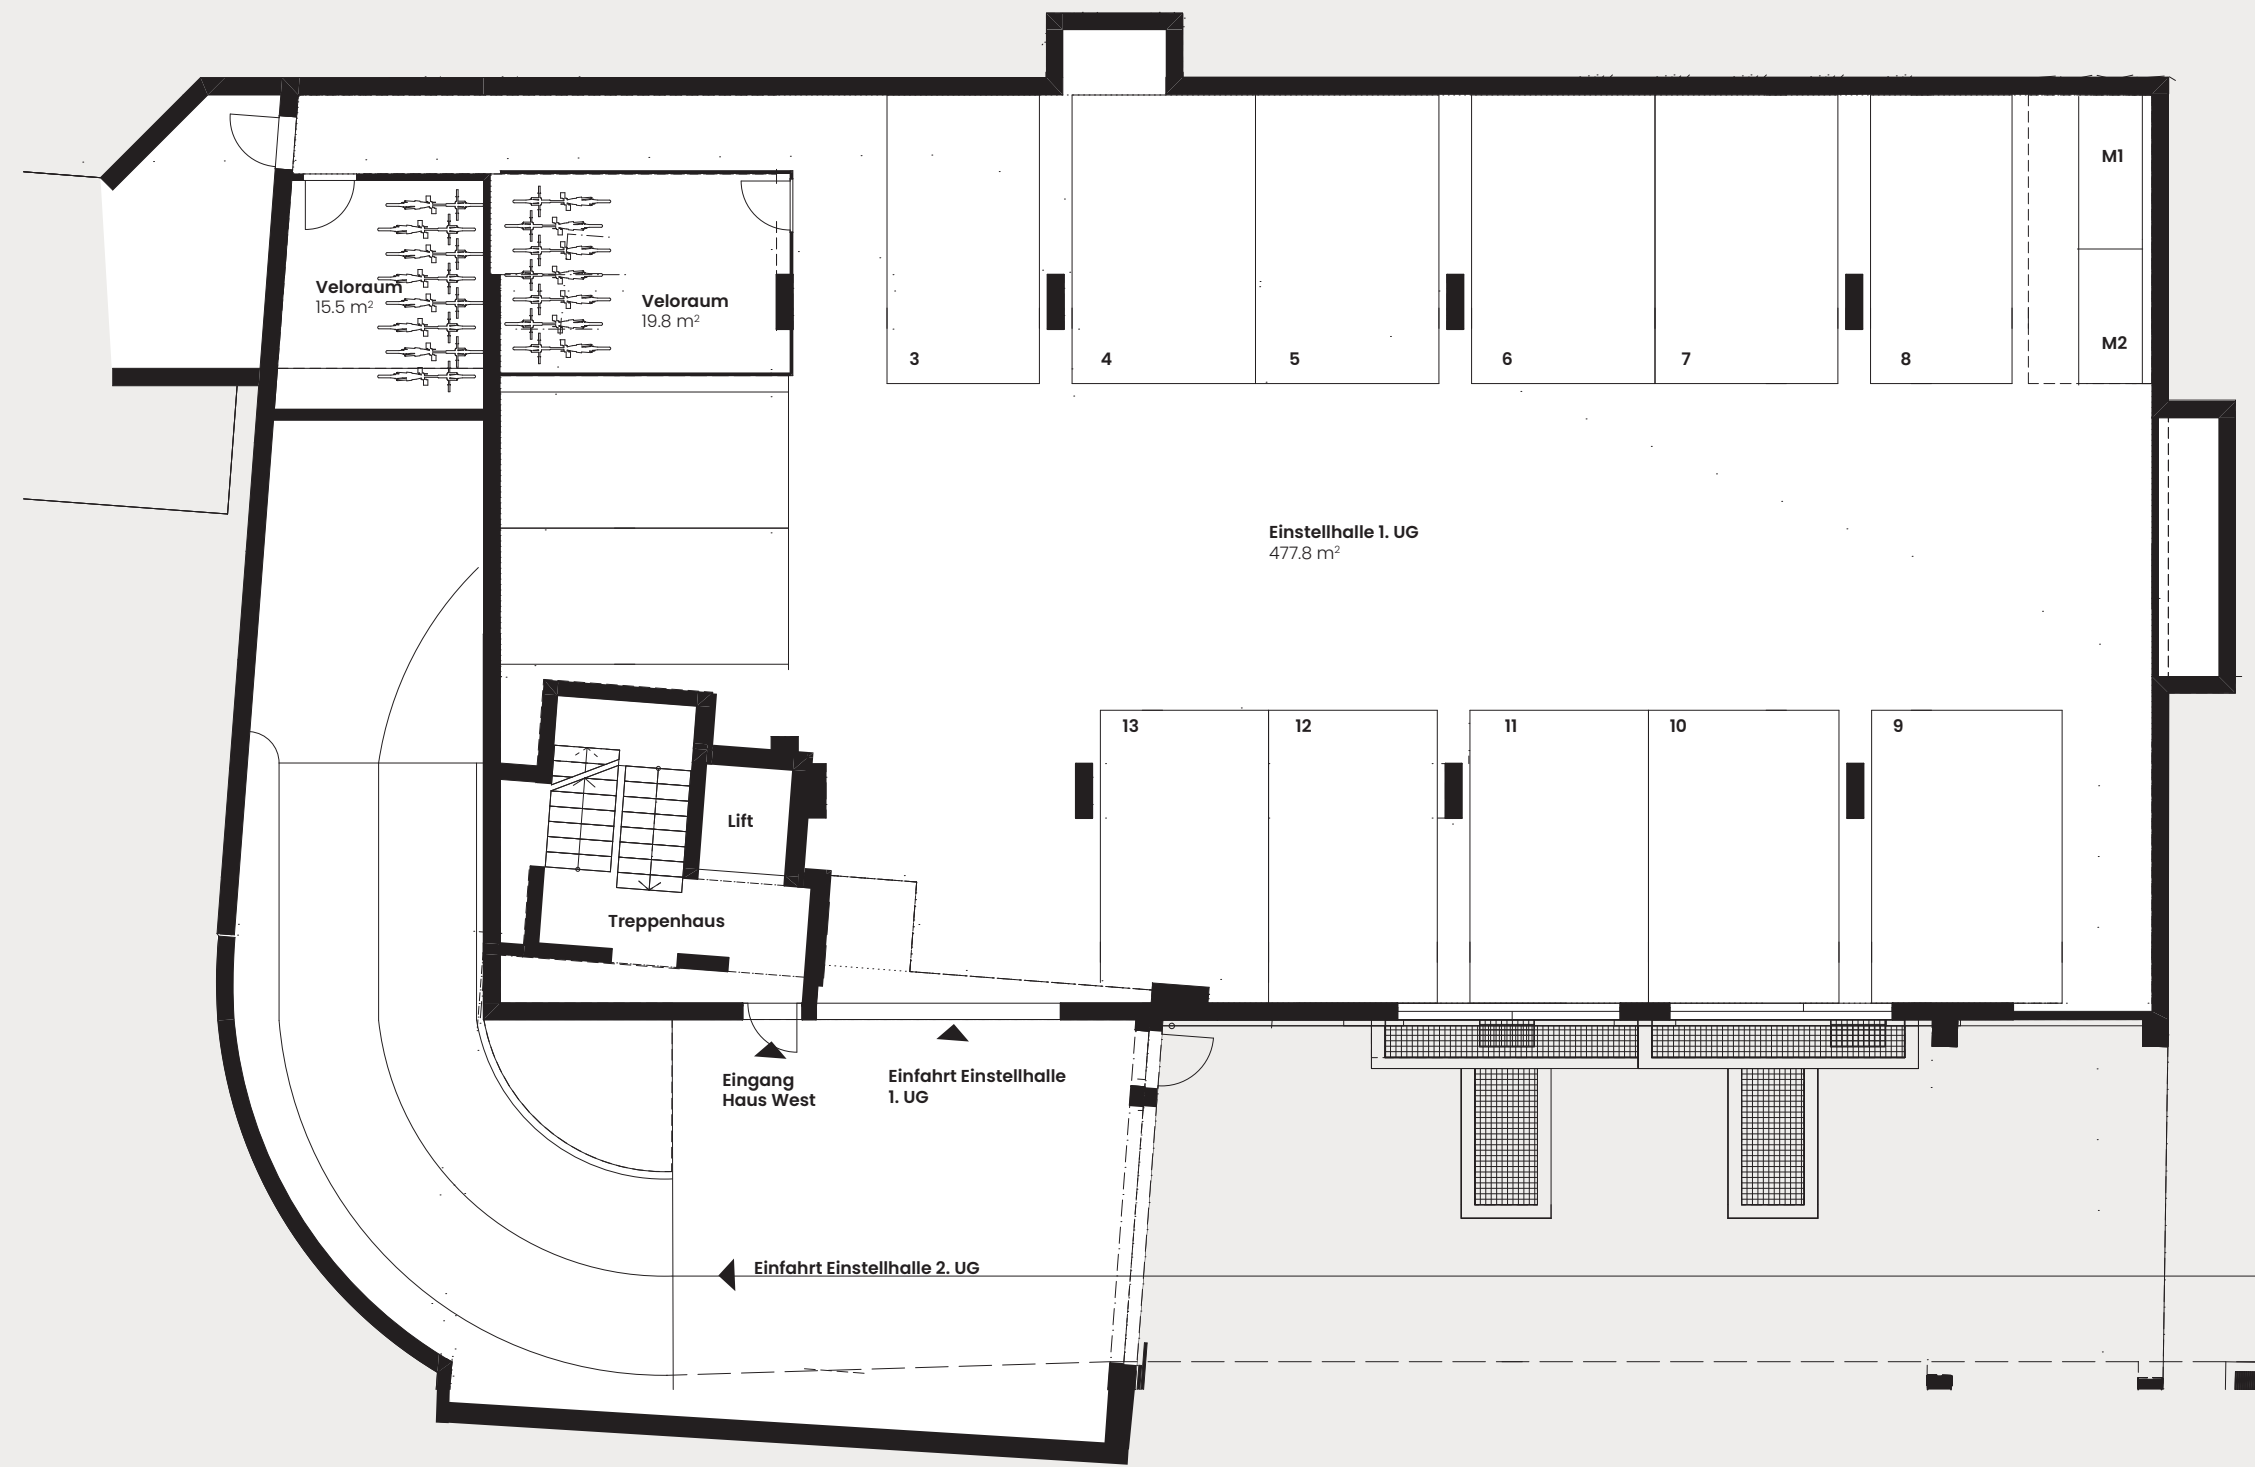 M1
Veloraum
15.5 m²
Veloraum
19.8 m²
M2
3
4
5
6
7
8
Einstellhalle 1. UG
477.8 m²
13
12
11
10
9
Lift
Treppenhaus
Eingang
Haus West
Einfahrt Einstellhalle
1. UG
Einfahrt Einstellhalle 2. UG